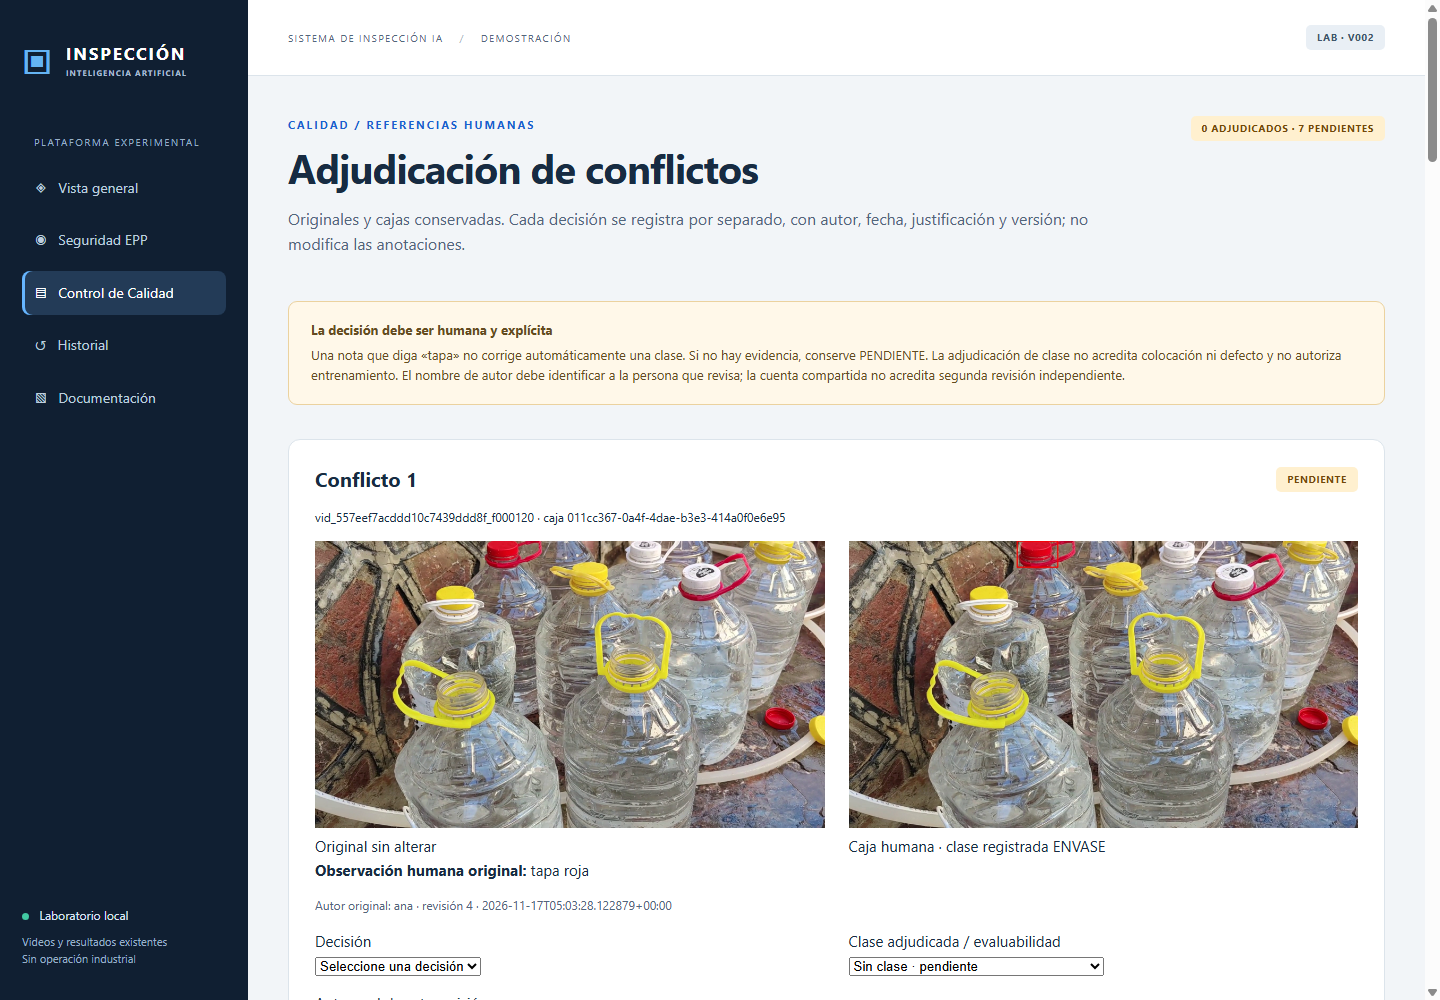 INSPECCIÓN
INTELIGENCIA ARTIFICIAL
PLATAFORMA EXPERIMENTAL
Vista general
Seguridad EPP
Control de Calidad
Historial
Documentación
Laboratorio local
Videos y resultados existentes
Sin operación industrial
SISTEMA DE INSPECCIÓN IA / DEMOSTRACIÓN
LAB · V002
CALIDAD / REFERENCIAS HUMANAS
0 ADJUDICADOS · 7 PENDIENTES
Adjudicación de conflictos
Originales y cajas conservadas. Cada decisión se registra por separado, con autor, fecha, justificación y versión; no
modifica las anotaciones.
La decisión debe ser humana y explícita
Una nota que diga «tapa» no corrige automáticamente una clase. Si no hay evidencia, conserve PENDIENTE. La adjudicación de clase no acredita colocación ni defecto y no autoriza
entrenamiento. El nombre de autor debe identificar a la persona que revisa; la cuenta compartida no acredita segunda revisión independiente.
Conflicto 1
PENDIENTE
vid_557eef7acddd10c7439ddd8f_f000120 · caja 011cc367-0a4f-4dae-b3e3-414a0f0e6e95
Original sin alterar
Caja humana · clase registrada ENVASE
Observación humana original: tapa roja
Autor original: ana · revisión 4 · 2026-11-17T05:03:28.122879+00:00
Decisión
Seleccione una decisión
Clase adjudicada / evaluabilidad
Sin clase · pendiente